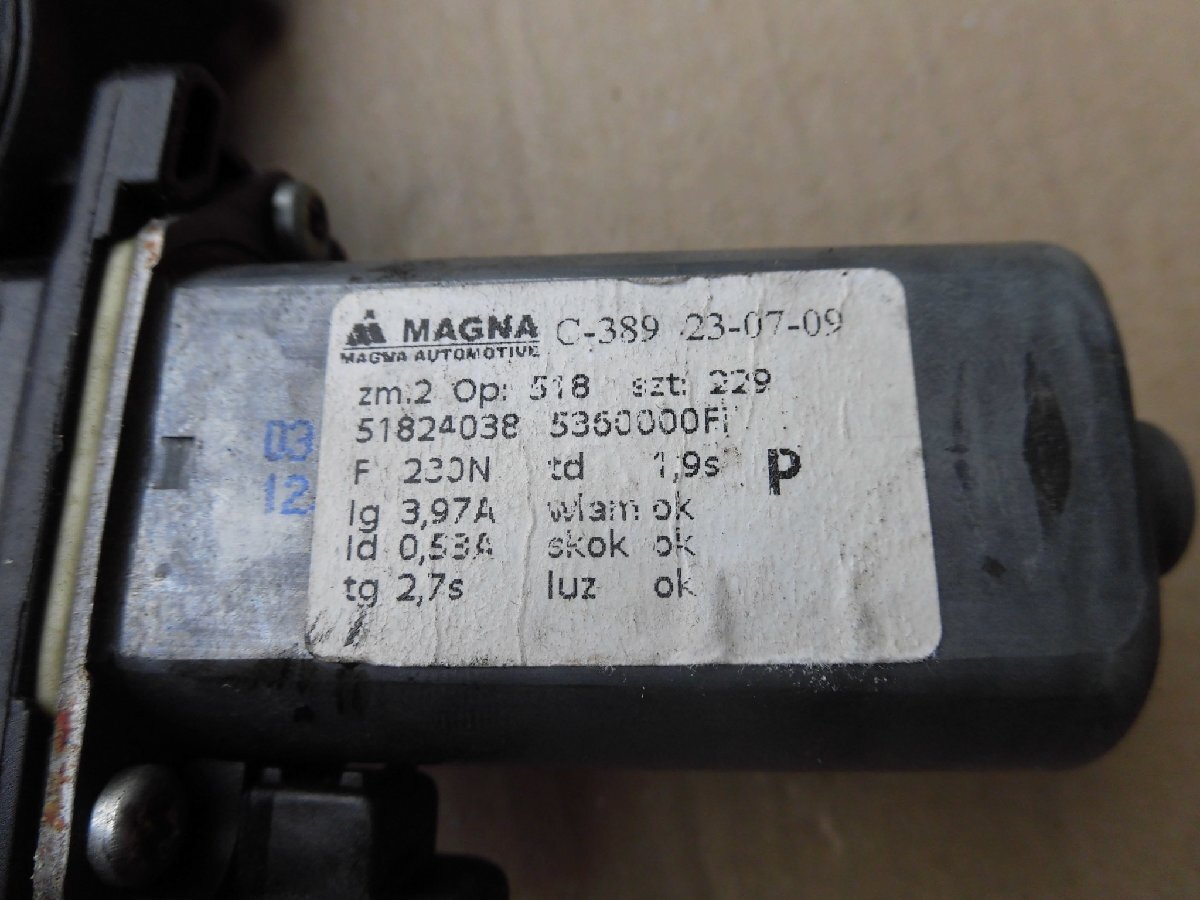 MAGNA C-389 23-07-09
MAGNA AUTOMOTIVE
zm:2 Op: 518 szt: 229
51824038 5360000Fi
F 230N td 1,9s P
Ig 3,97A wlam ok
Id 0,53A skok ok
tg 2,7s luz ok
03
12